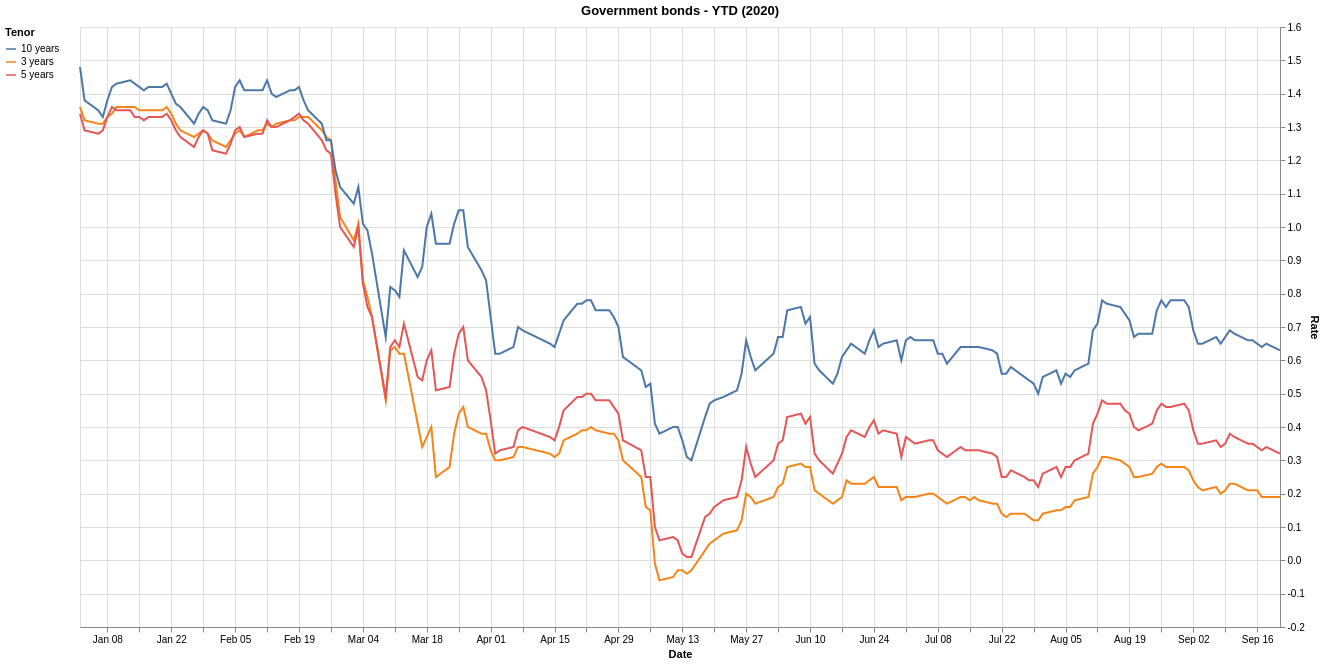 Government bonds - YTD (2020)
Tenor
10 years
3 years
5 years
1.6
1.5
1.4
1.3
1.2
1.1
1.0
0.9
0.8
0.7
0.6
0.5
0.4
0.3
0.2
0.1
0.0
-0.1
-0.2
Rate
Jan 08 Jan 22 Feb 05 Feb 19 Mar 04 Mar 18 Apr 01 Apr 15 Apr 29 May 13 May 27 Jun 10 Jun 24 Jul 08 Jul 22 Aug 05 Aug 19 Sep 02 Sep 16
Date